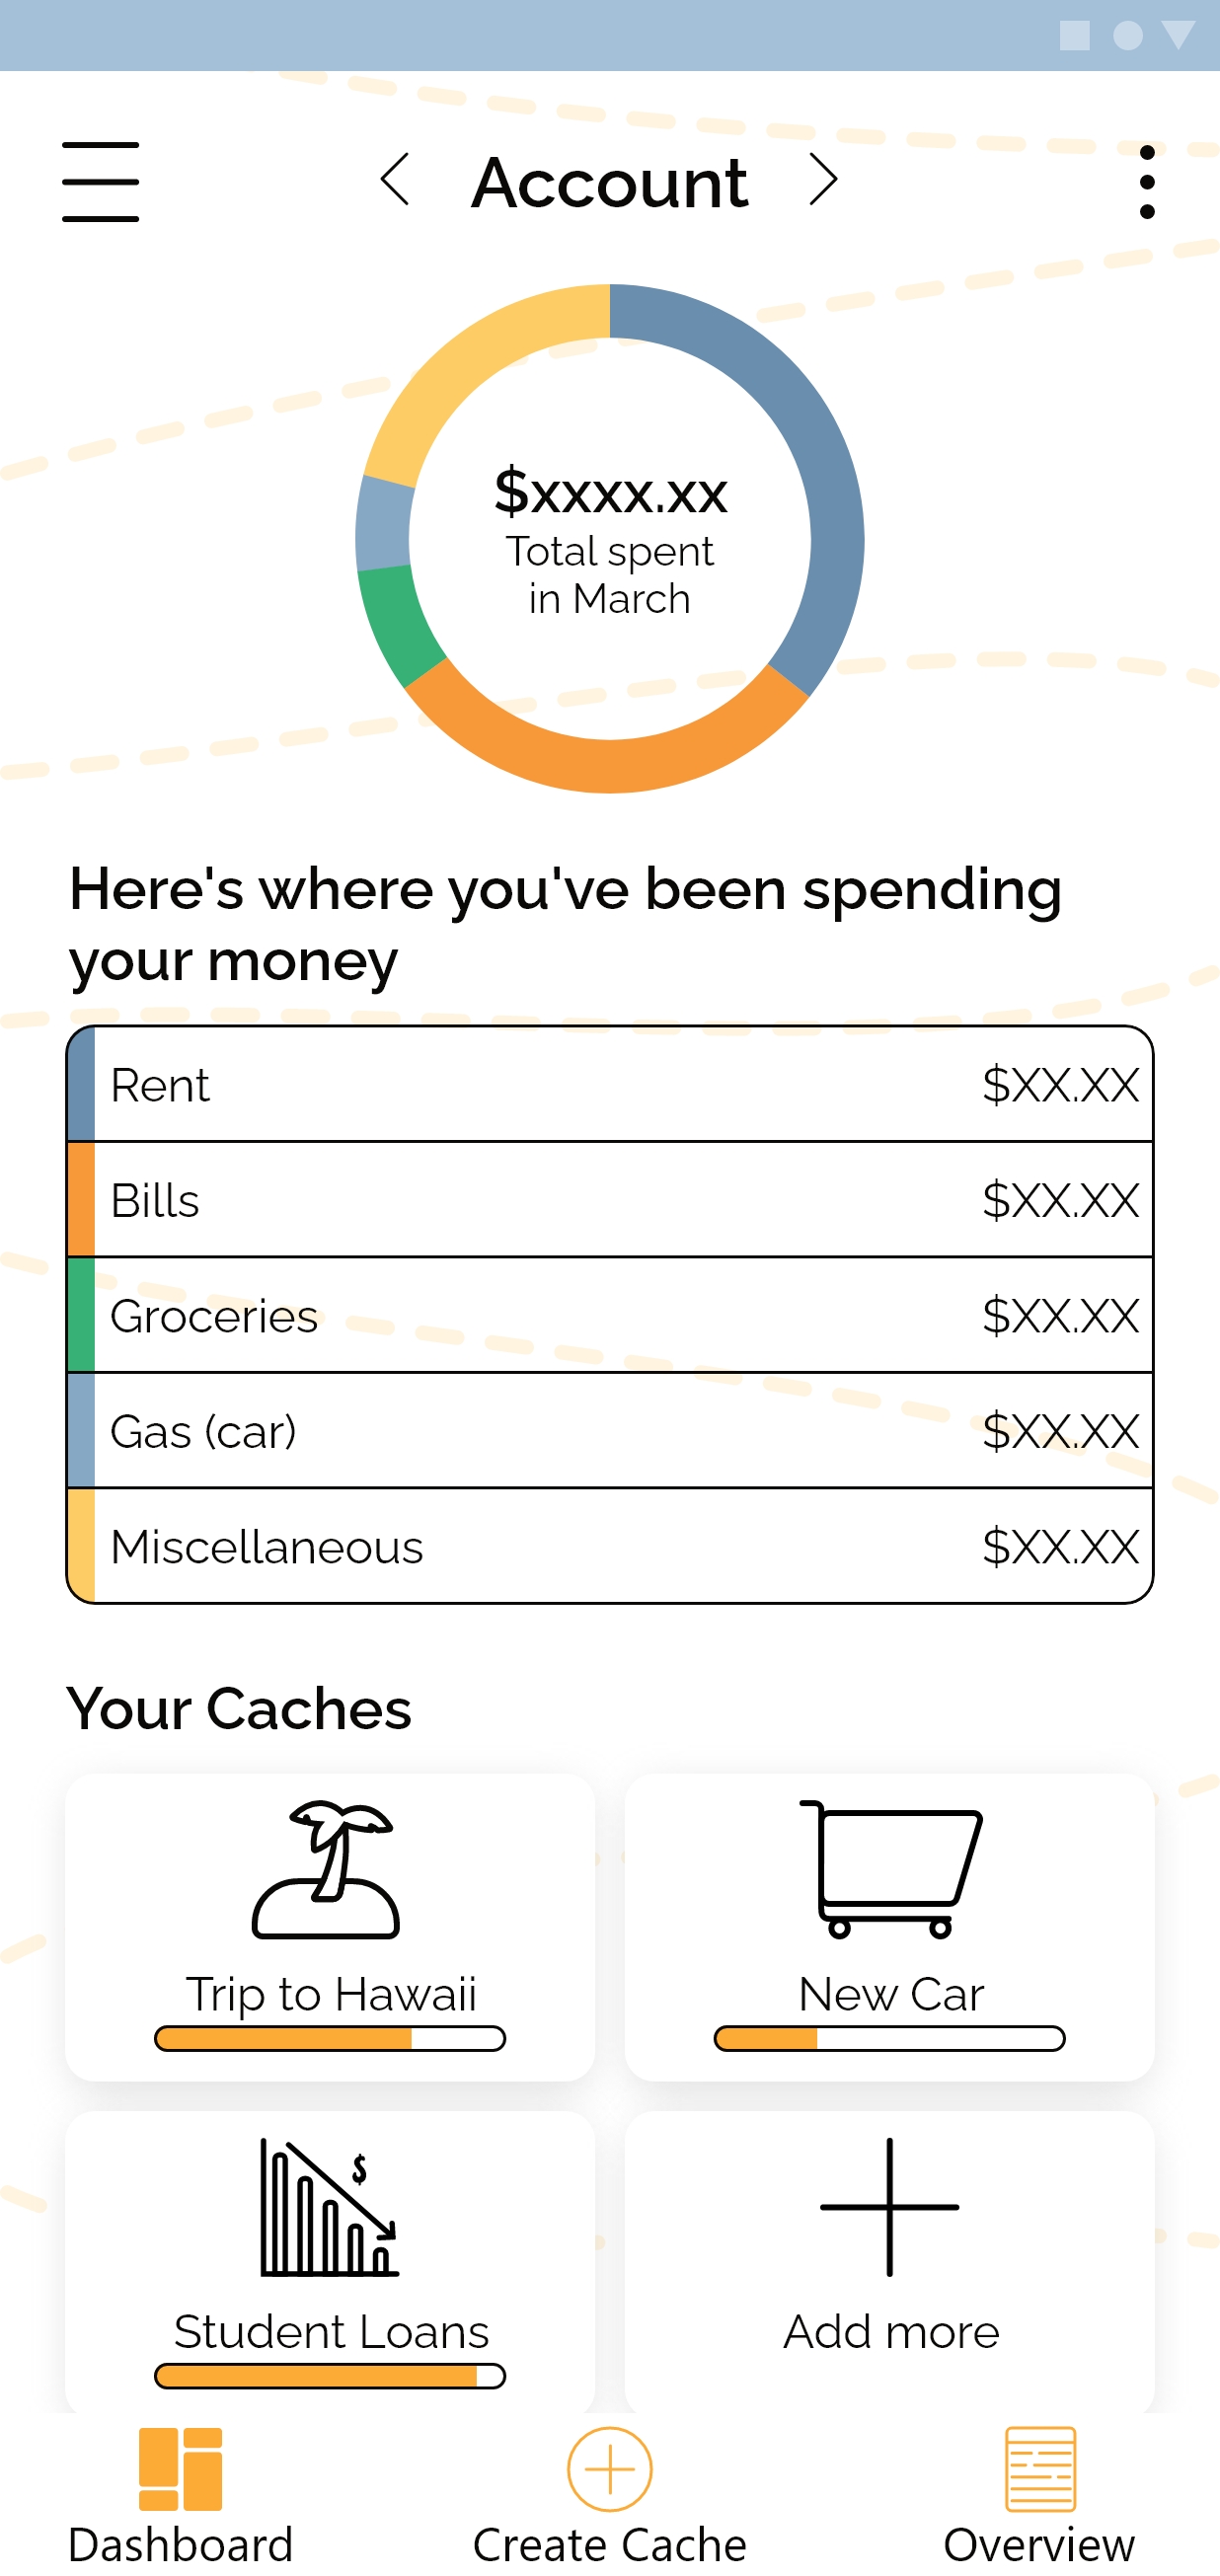 Account
$xxxx.xx
Total spent
in March
Here's where you've been spending
your money
Rent $XX.XX
Bills $XX.XX
Groceries $XX.XX
Gas (car) $XX.XX
Miscellaneous $XX.XX
Your Caches
Trip to Hawaii
New Car
$
Student Loans
Add more
Dashboard
Create Cache
Overview